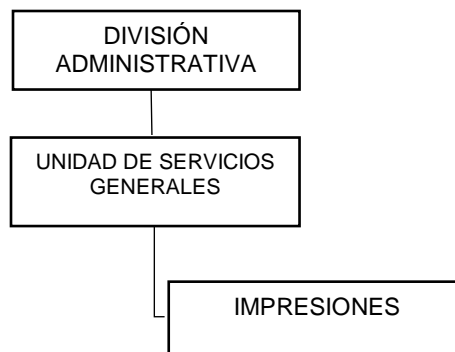 DIVISIÓN
ADMINISTRATIVA
UNIDAD DE SERVICIOS
GENERALES
IMPRESIONES